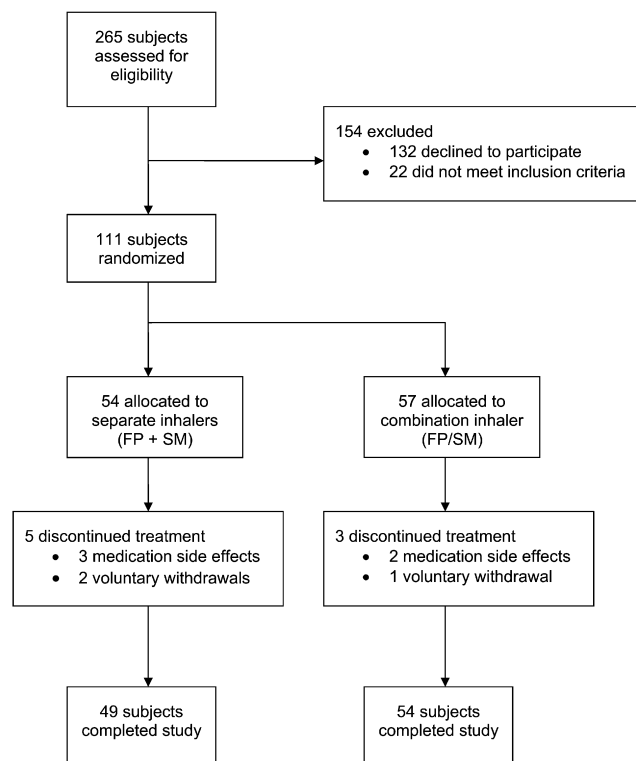 265 subjects
assessed for
eligibility
154 excluded
• 132 declined to participate
• 22 did not meet inclusion criteria
111 subjects
randomized
54 allocated to
separate inhalers
(FP + SM)
57 allocated to
combination inhaler
(FP/SM)
5 discontinued treatment
• 3 medication side effects
• 2 voluntary withdrawals
3 discontinued treatment
• 2 medication side effects
• 1 voluntary withdrawal
49 subjects
completed study
54 subjects
completed study